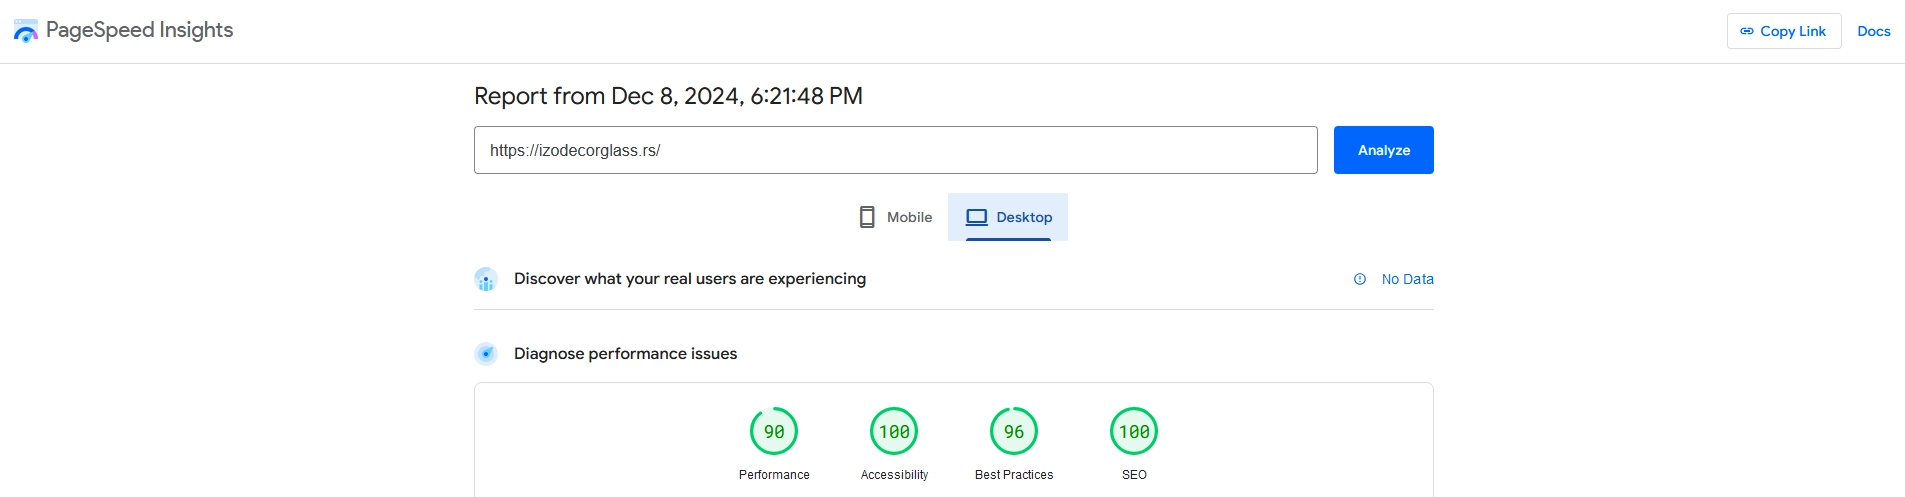 PageSpeed Insights
Copy Link
Docs
Report from Dec 8, 2024, 6:21:48 PM
https://izodecorglass.rs/
Analyze
Mobile
Desktop
Discover what your real users are experiencing
No Data
Diagnose performance issues
90
100
96
100
Performance
Accessibility
Best Practices
SEO